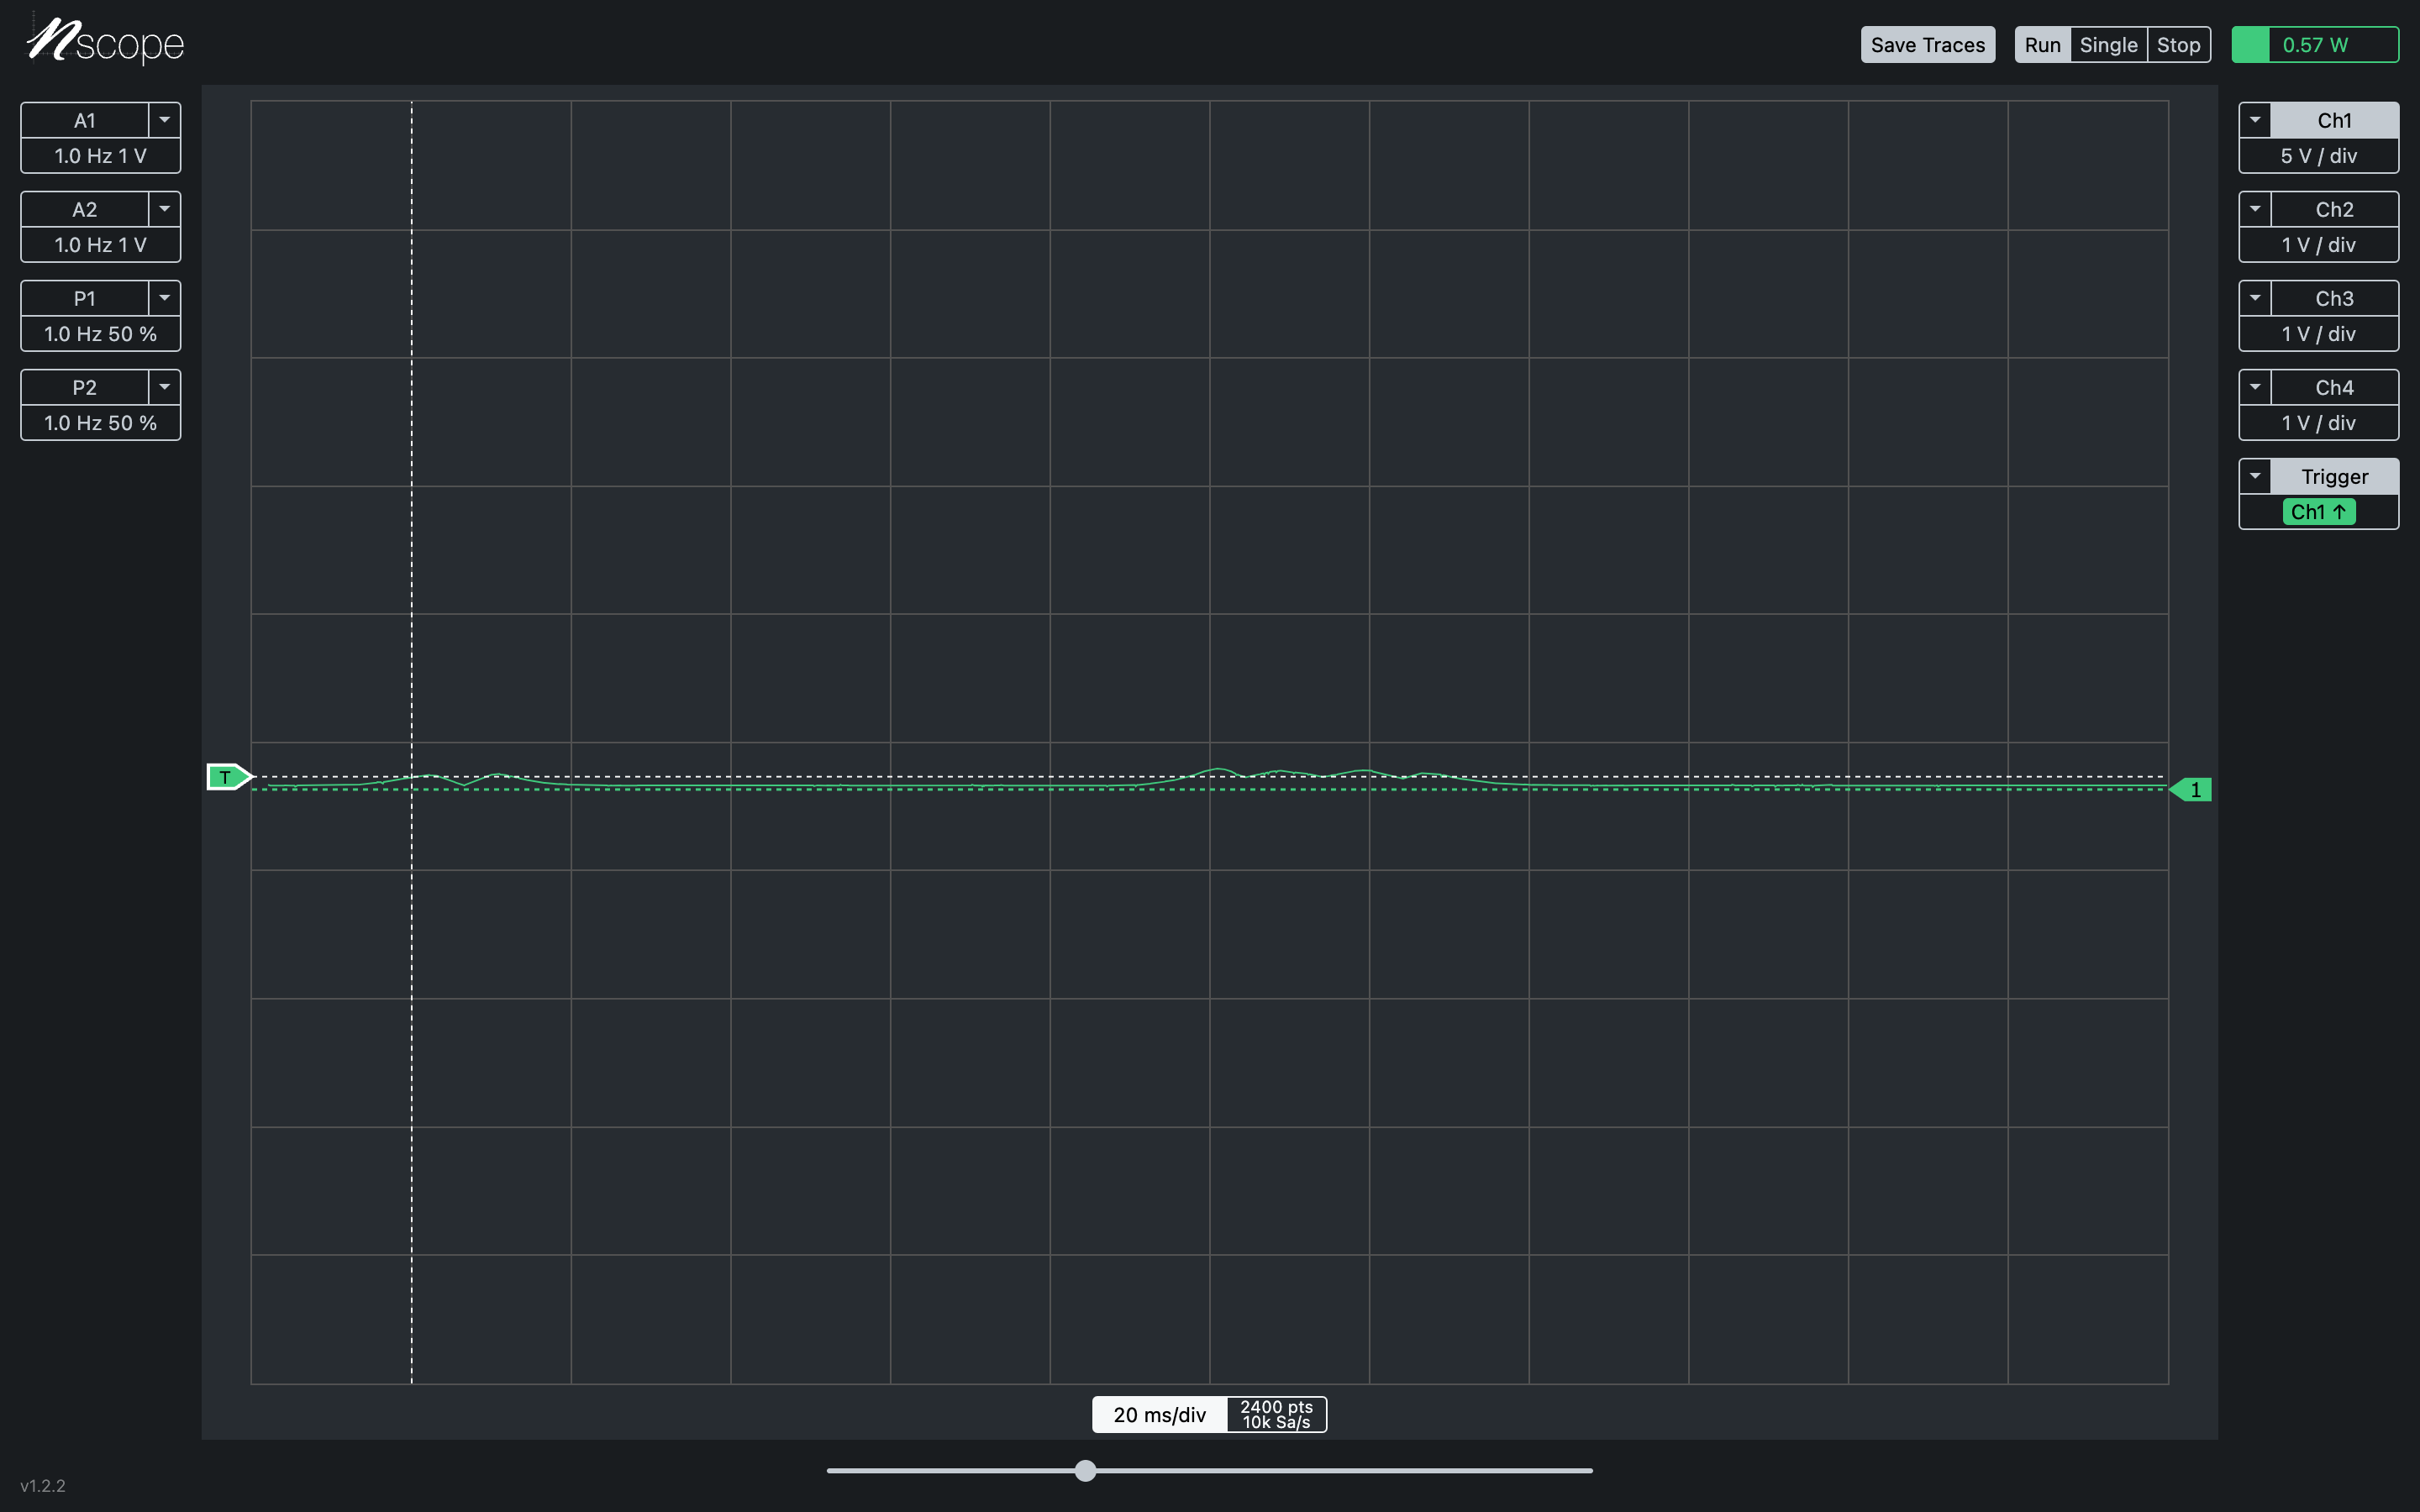 nscope
Save Traces
Run Single Stop
0.57 W
A1
1.0 Hz 1 V
A2
1.0 Hz 1 V
P1
1.0 Hz 50 %
P2
1.0 Hz 50 %
T
1
Ch1
5 V / div
Ch2
1 V / div
Ch3
1 V / div
Ch4
1 V / div
Trigger
Ch1 ↑
20 ms/div
2400 pts
10k Sa/s
v1.2.2